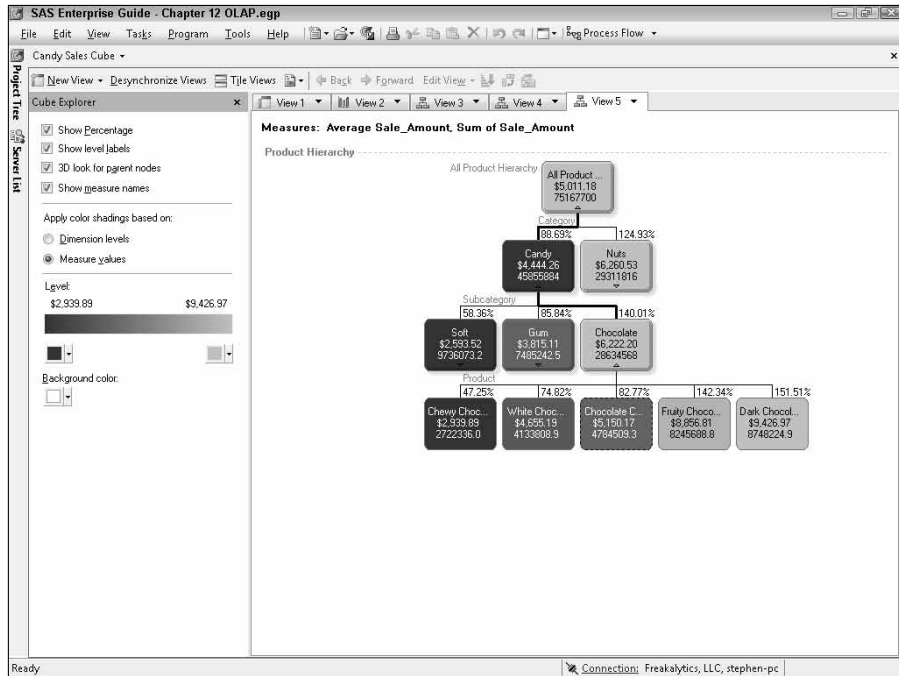 SAS Enterprise Guide - Chapter 12 OLAP.egp
File Edit View Tasks Program Tools Help Process Flow
Candy Sales Cube
New View Desynchronize Views Tile Views Back Forward Edit View
Project Tree
Server List
Cube Explorer
Show Percentage
Show level labels
3D look for parent nodes
Show measure names
Apply color shadings based on:
Dimension levels
Measure values
Level:
$2,939.89 $9,426.97
Background color:
View 1 View 2 View 3 View 4 View 5
Measures: Average Sale_Amount, Sum of Sale_Amount
Product Hierarchy
All Product Hierarchy
All Product ...
$5,011.18
75167700
Category
88.69% 124.93%
Candy
$4,444.26
45855884
Nuts
$6,260.53
29311816
Subcategory
58.36% 85.84% 140.01%
Soft
$2,593.52
9736073.2
Gum
$3,815.11
7485242.5
Chocolate
$6,222.20
28634568
Product
47.25% 74.82% 82.77% 142.34% 151.51%
Chewy Choc...
$2,939.89
2722336.0
White Choc...
$4,655.19
4133808.9
Chocolate C...
$5,150.17
4784509.3
Fruity Choco...
$8,856.81
8245688.8
Dark Chocol...
$9,426.97
8748224.9
Ready
Connection: Freakalytics, LLC, stephen-pc